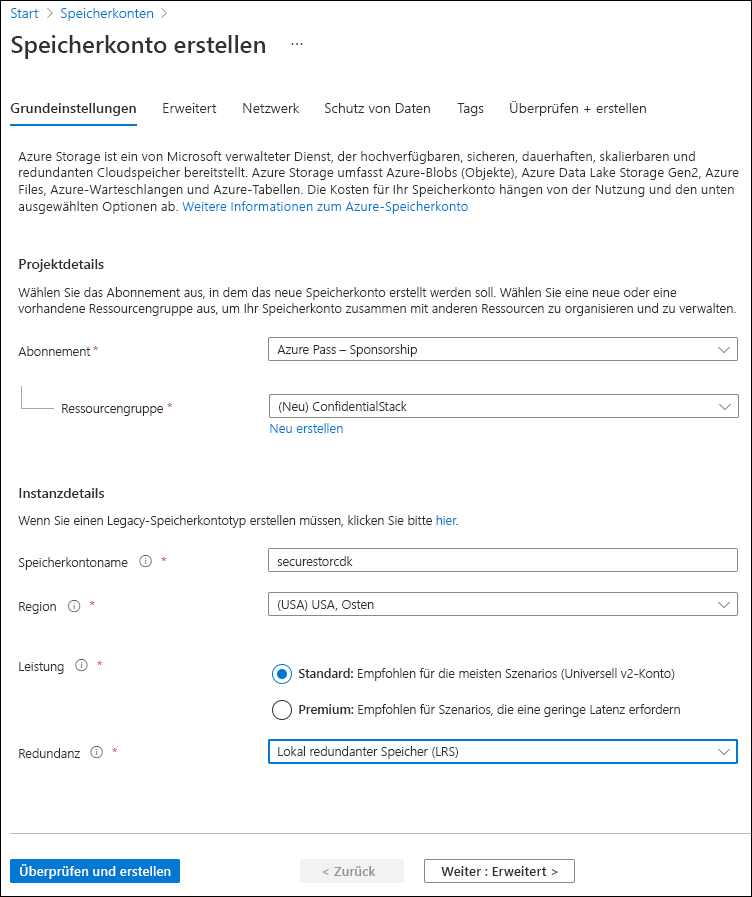 Start > Speicherkonten >
Speicherkonto erstellen ...
Grundeinstellungen Erweitert Netzwerk Schutz von Daten Tags Überprüfen + erstellen
Azure Storage ist ein von Microsoft verwalteter Dienst, der hochverfügbaren, sicheren, dauerhaften, skalierbaren und
redundanten Cloudspeicher bereitstellt. Azure Storage umfasst Azure-Blobs (Objekte), Azure Data Lake Storage Gen2, Azure
Files, Azure-Warteschlangen und Azure-Tabellen. Die Kosten für Ihr Speicherkonto hängen von der Nutzung und den unten
ausgewählten Optionen ab. Weitere Informationen zum Azure-Speicherkonto
Projektdetails
Wählen Sie das Abonnement aus, in dem das neue Speicherkonto erstellt werden soll. Wählen Sie eine neue oder eine
vorhandene Ressourcengruppe aus, um Ihr Speicherkonto zusammen mit anderen Ressourcen zu organisieren und zu verwalten.
Abonnement * Azure Pass – Sponsorship
Ressourcengruppe * (Neu) ConfidentialStack
Neu erstellen
Instanzdetails
Wenn Sie einen Legacy-Speicherkontotyp erstellen müssen, klicken Sie bitte hier.
Speicherkontoname * securestorcdk
Region * (USA) USA, Osten
Leistung * Standard: Empfohlen für die meisten Szenarios (Universell v2-Konto)
Premium: Empfohlen für Szenarios, die eine geringe Latenz erfordern
Redundanz * Lokal redundanter Speicher (LRS)
Überprüfen und erstellen < Zurück Weiter : Erweitert >